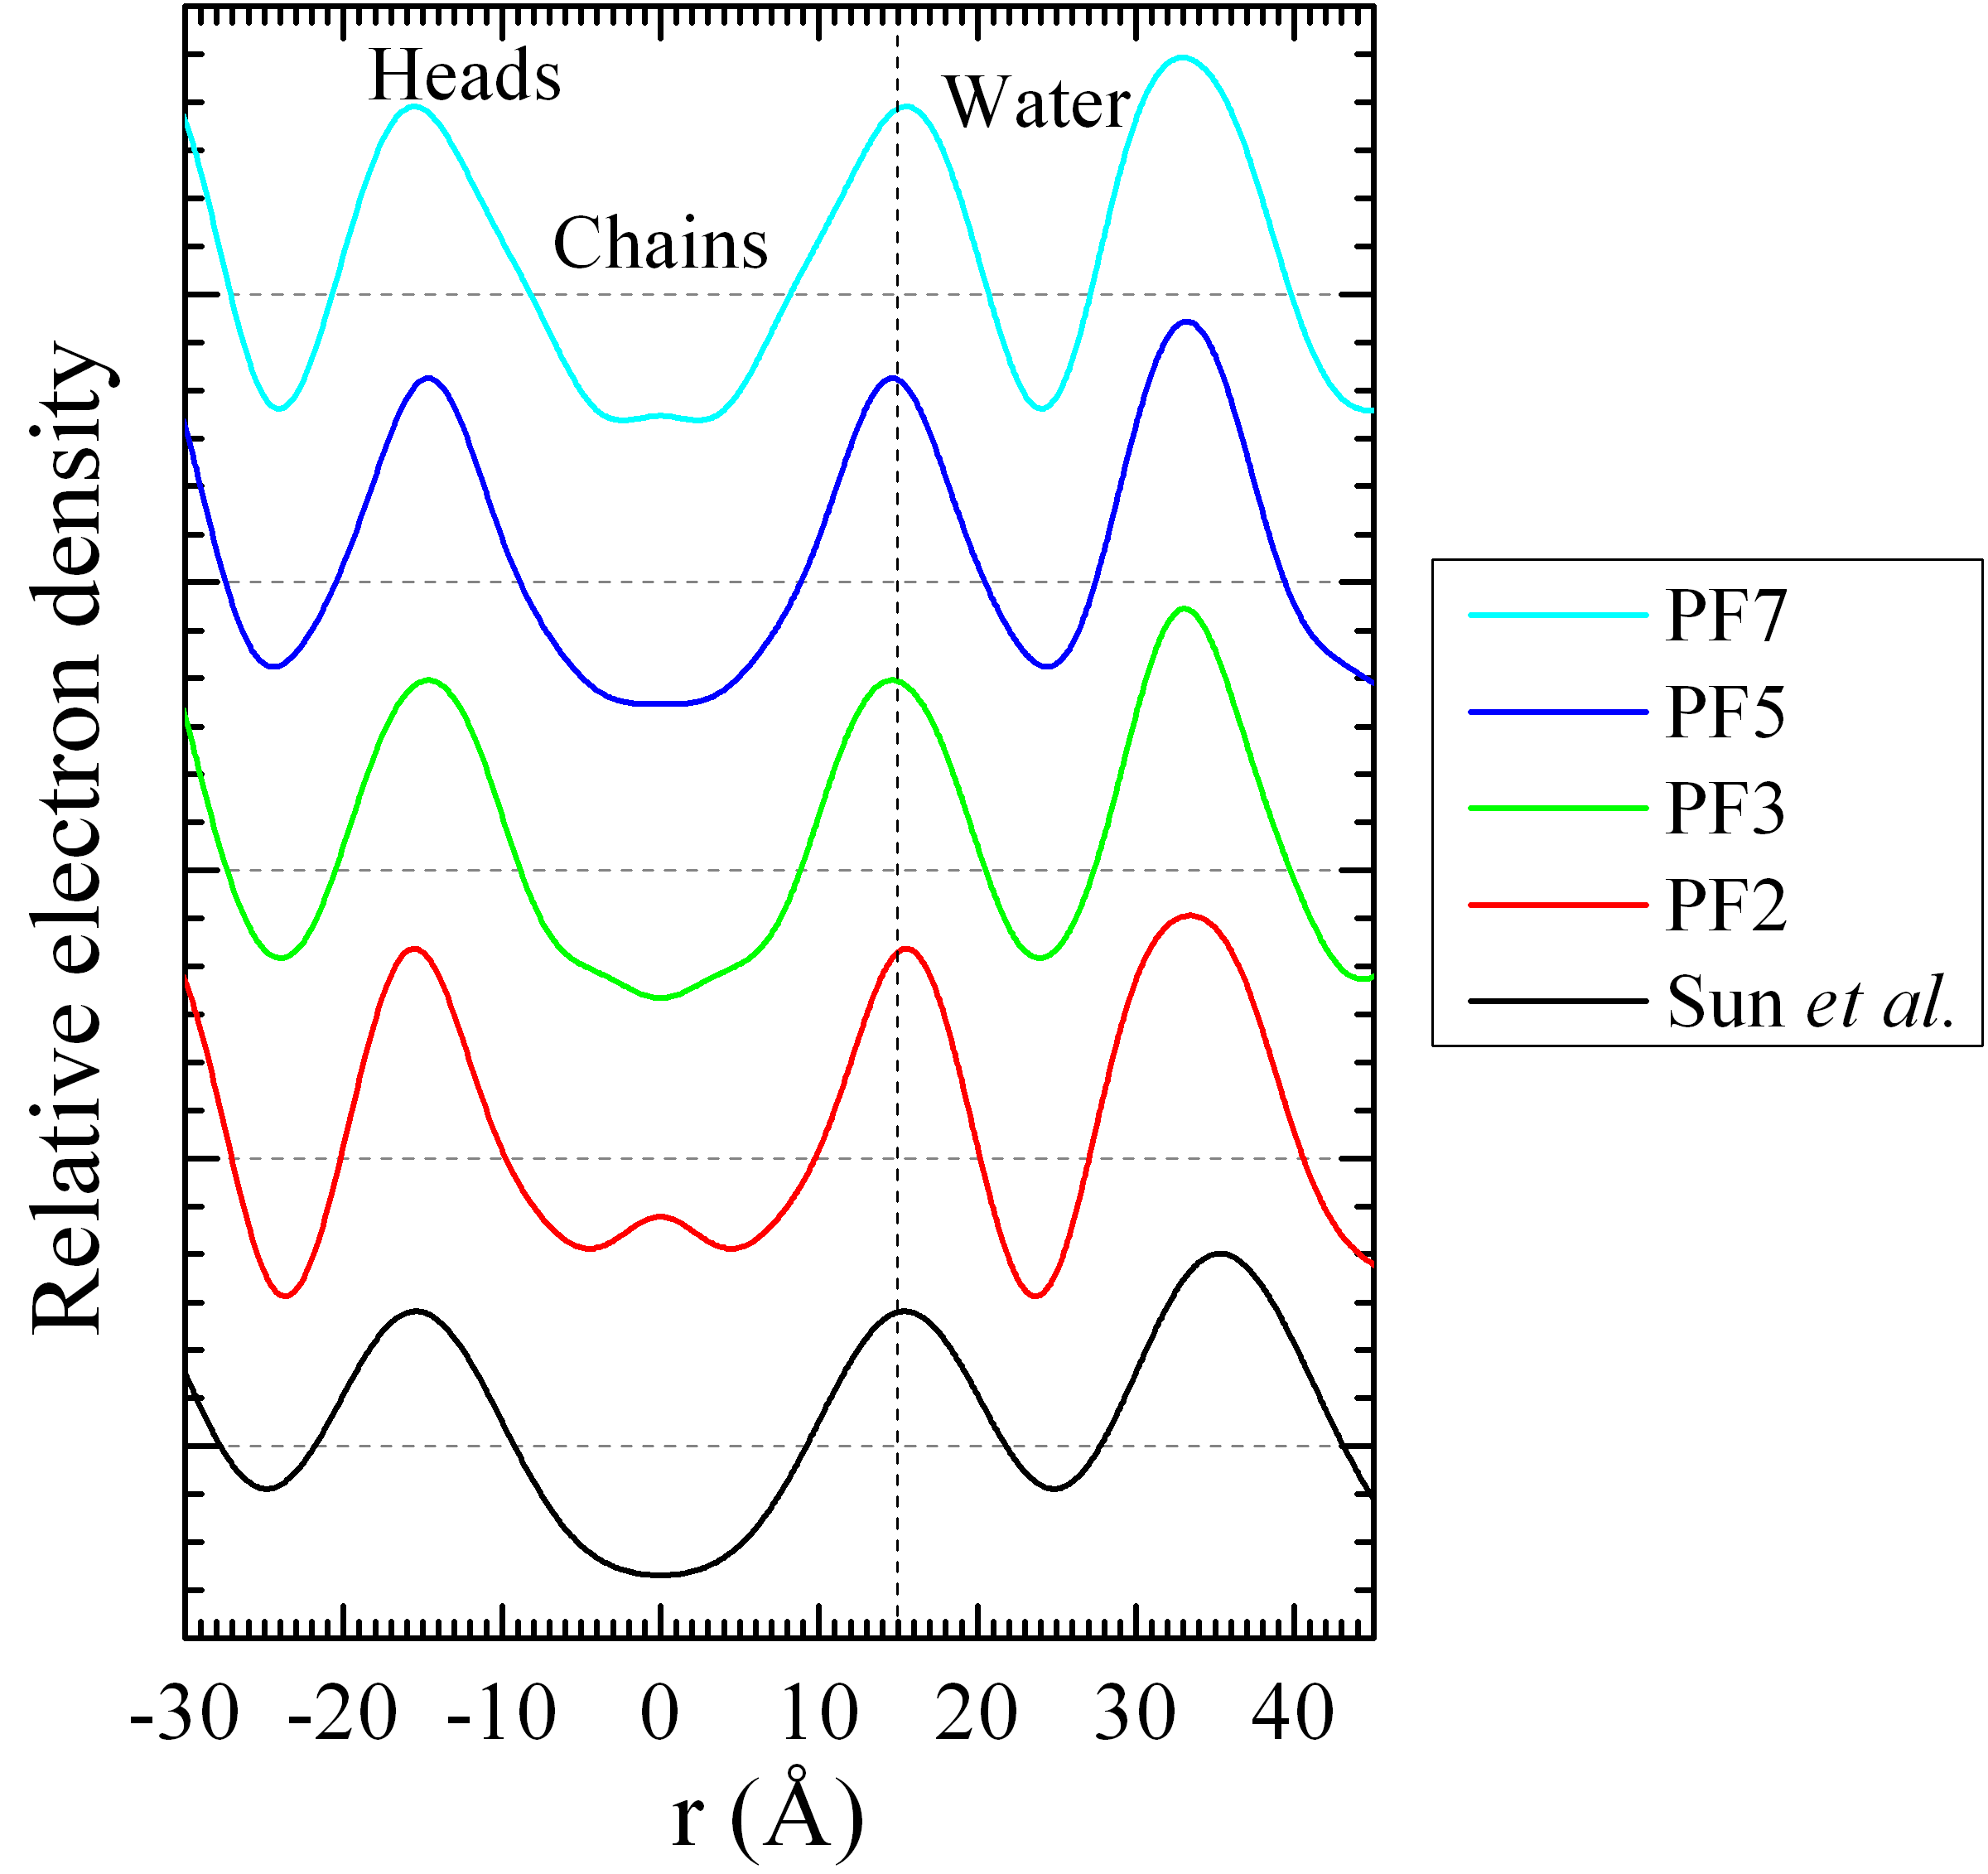 Heads
Water
Chains
Relative electron density
PF7
PF5
PF3
PF2
Sun et al.
-30 -20 -10 0 10 20 30 40
r (Å)